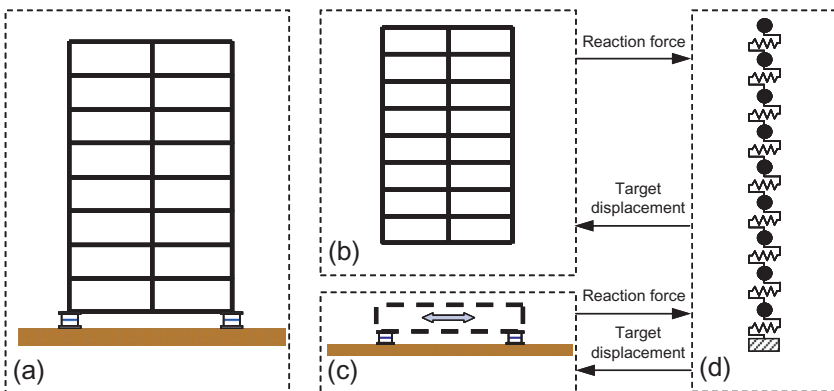 (a)
(b)
(c)
Reaction force
Target
displacement
Reaction force
Target
displacement
(d)